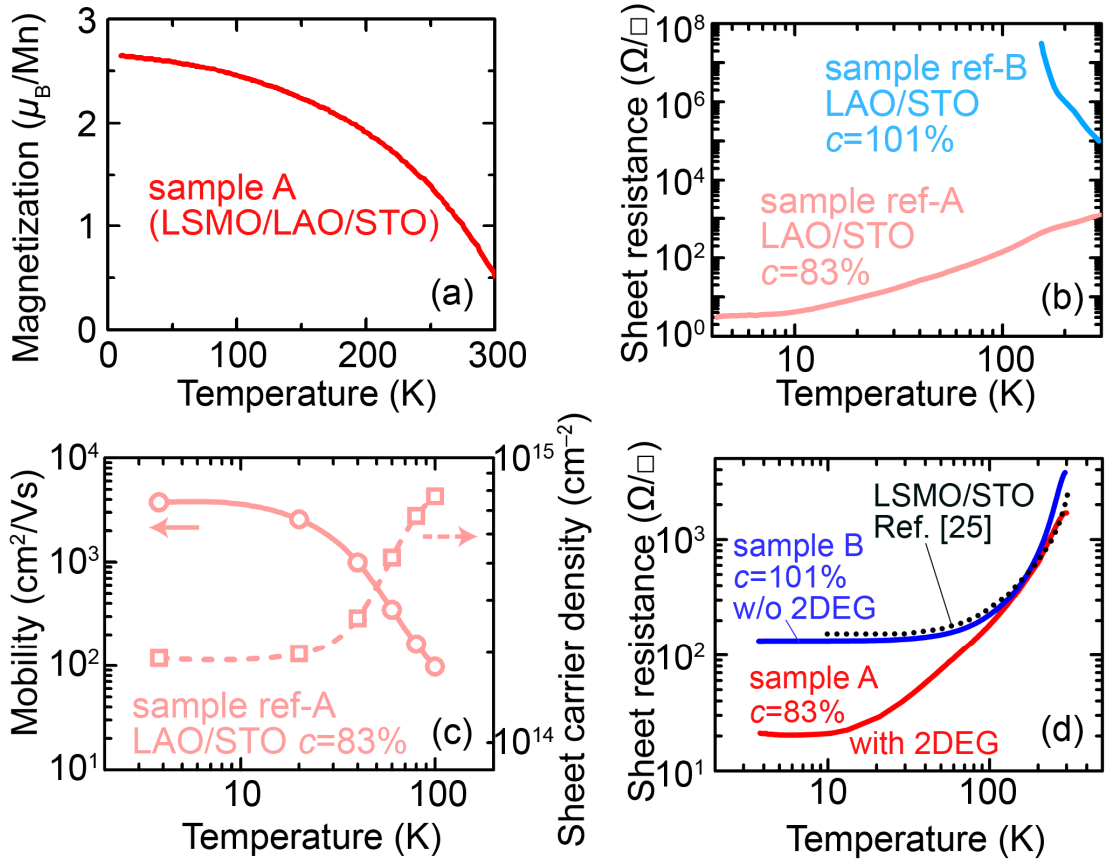 3
2
1
0
Magnetization (μB/Mn)
sample A
(LSMO/LAO/STO)
(a)
0 100 200 300
Temperature (K)
10⁸
10⁶
10⁴
10²
10⁰
Sheet resistance (Ω/□)
sample ref-B
LAO/STO
c=101%
sample ref-A
LAO/STO
c=83%
(b)
10 100
Temperature (K)
10⁴
10³
10²
10¹
Mobility (cm²/Vs)
10¹⁵
10¹⁴
Sheet carrier density (cm⁻²)
sample ref-A
LAO/STO c=83%
(c)
10 100
Temperature (K)
10³
10²
10¹
Sheet resistance (Ω/□)
LSMO/STO
Ref. [25]
sample B
c=101%
w/o 2DEG
sample A
c=83%
with 2DEG
(d)
10 100
Temperature (K)